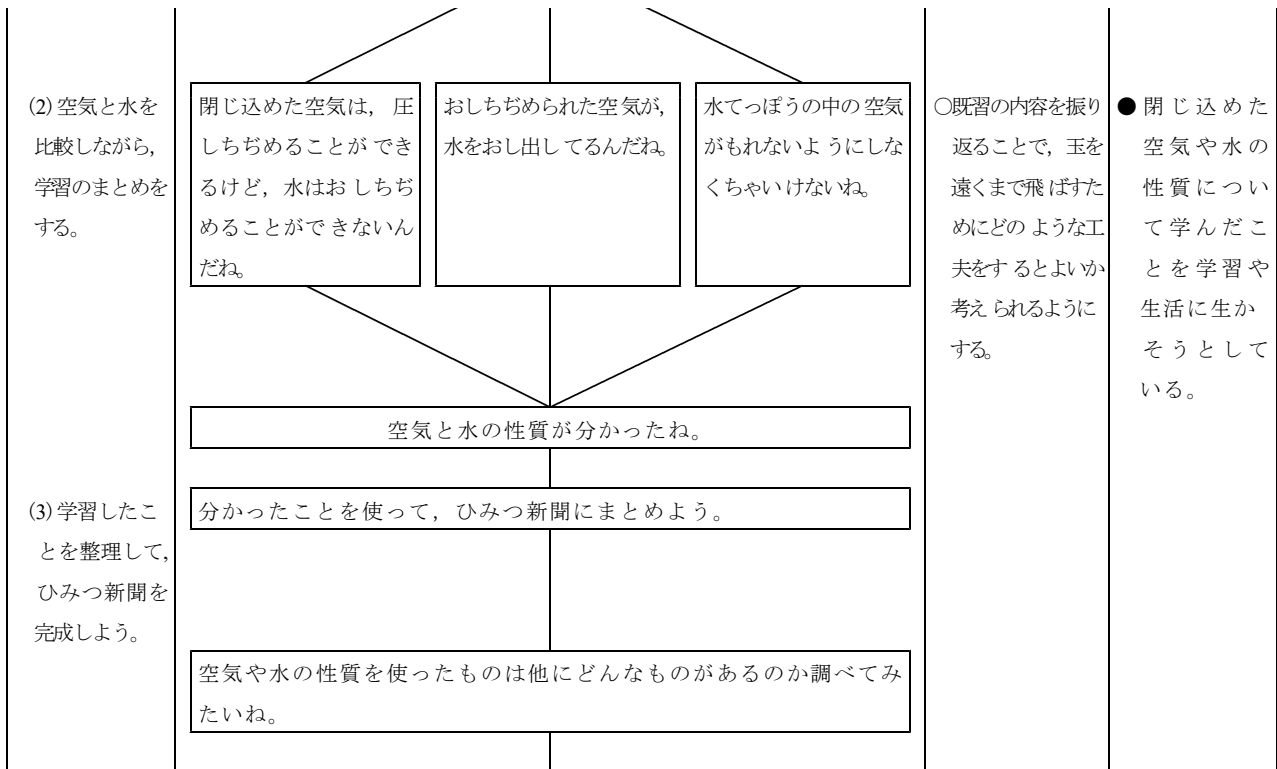 (2) 空気と水を
比較しながら,
学習のまとめを
する。
閉じ込めた空気は, 圧
しちぢめることができ
るけど, 水はおしちぢ
めることができないん
だね。
おしちぢめられた空気が,
水をおし出してるんだね。
水てっぽうの中の空気
がもれないようにしな
くちゃいけないね。
○既習の内容を振り
返ることで, 玉を
遠くまで飛ばすた
めにどのような工
夫をするとよいか
考えられるように
する。
●閉じ込めた
空気や水の
性質につい
て学んだこ
とを学習や
生活に生か
そうとして
いる。
空気と水の性質が分かったね。
(3) 学習したこ
とを整理して,
ひみつ新聞を
完成しよう。
分かったことを使って, ひみつ新聞にまとめよう。
空気や水の性質を使ったものは他にどんなものがあるのか調べてみ
たいね。